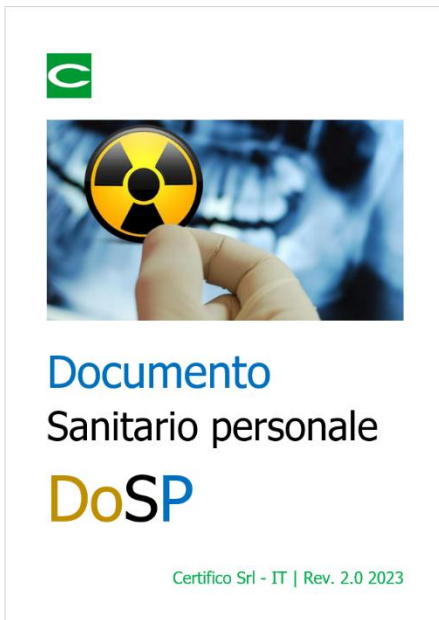 C
Documento
Sanitario personale
DoSP
Certifico Srl - IT | Rev. 2.0 2023